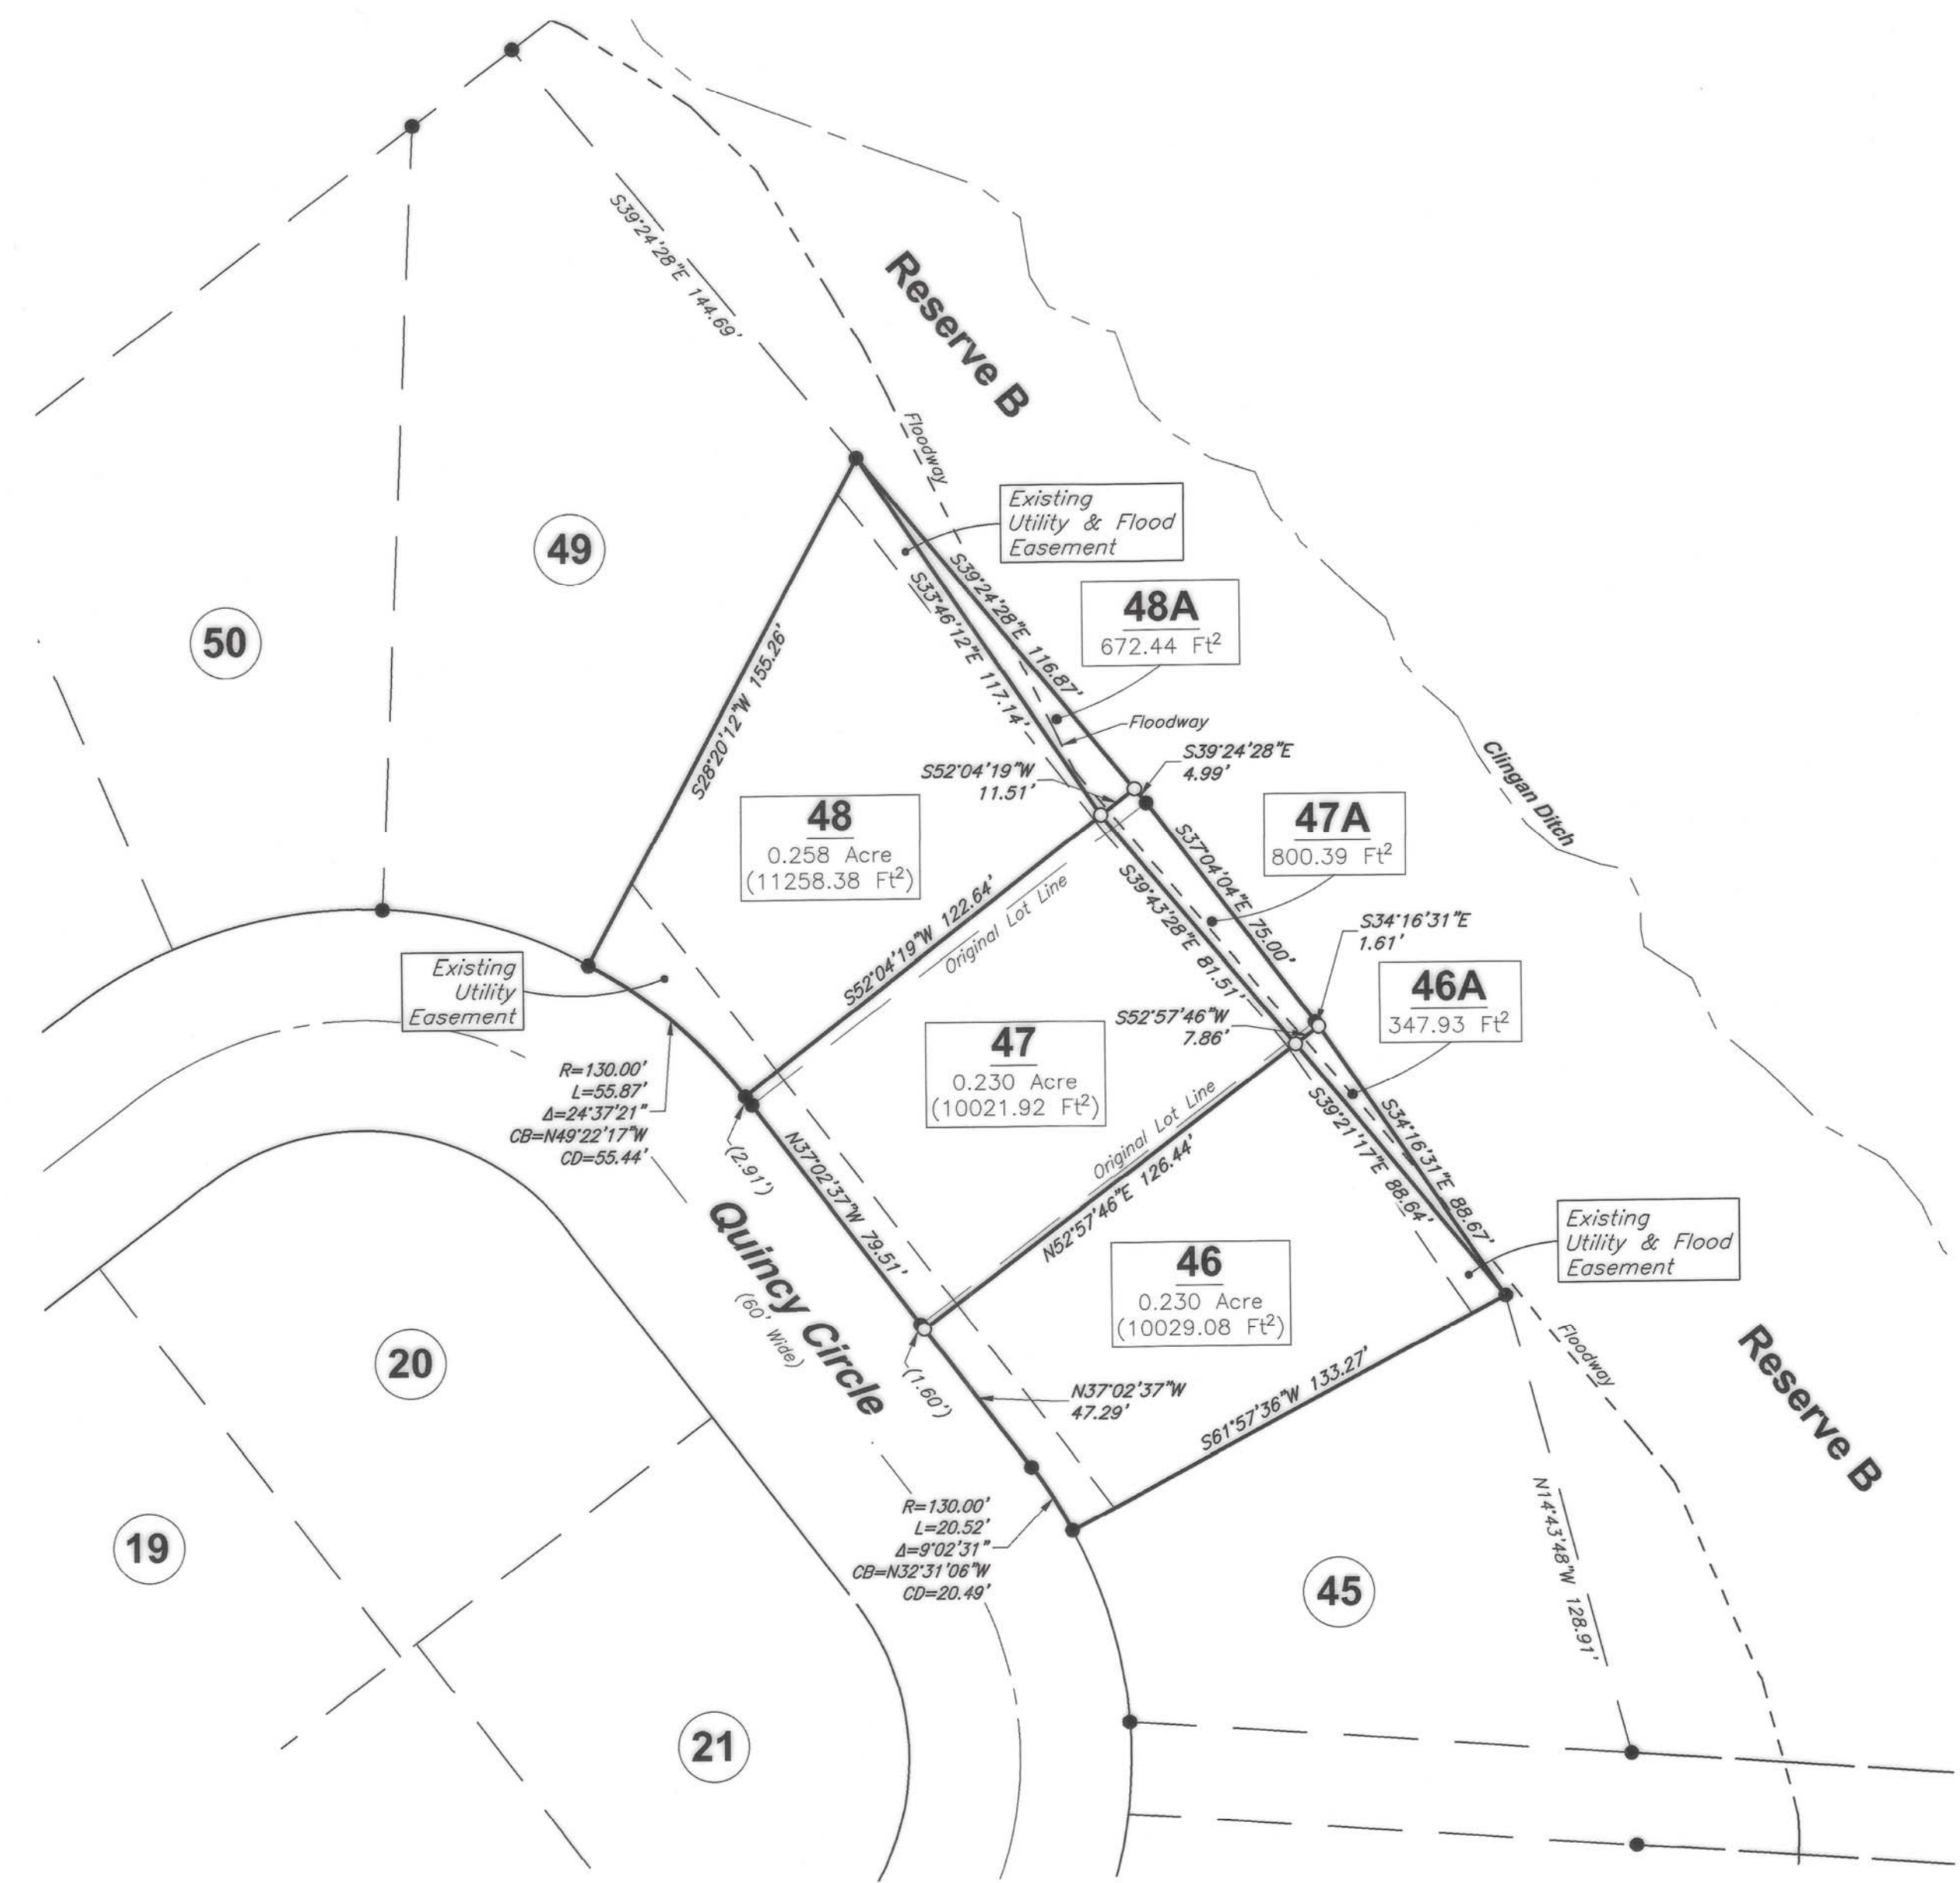 S39°24'28"E 144.69'
Reserve B
Floodway
Existing
Utility & Flood
Easement
49
50
S39°24'28"E 116.87'
S33°46'12"E 117.14'
48A
672.44 Ft²
S28°20'12"W 155.26'
Floodway
S39°24'28"E
4.99'
S52°04'19"W
11.51'
Clingan Ditch
48
0.258 Acre
(11258.38 Ft²)
47A
800.39 Ft²
S37°04'04"E 75.00'
S39°43'28"E 81.51'
S52°04'19"W 122.64'
Original Lot Line
S34°16'31"E
1.61'
Existing
Utility
Easement
46A
347.93 Ft²
S52°57'46"W
7.86'
47
0.230 Acre
(10021.92 Ft²)
R=130.00'
L=55.87'
Δ=24°37'21"
CB=N49°22'17"W
CD=55.44'
(2.91')
N37°02'37"W 79.51'
Original Lot Line
N52°57'46"E 126.44'
S34°16'31"E 88.67'
S39°21'17"E 88.64'
Existing
Utility & Flood
Easement
Quincy Circle
(60' Wide)
46
0.230 Acre
(10029.08 Ft²)
20
(1.60')
N37°02'37"W
47.29'
S61°57'36"W 133.27'
Floodway
Reserve B
R=130.00'
L=20.52'
Δ=9°02'31"
CB=N32°31'06"W
CD=20.49'
19
45
N14°43'48"W 128.91'
21